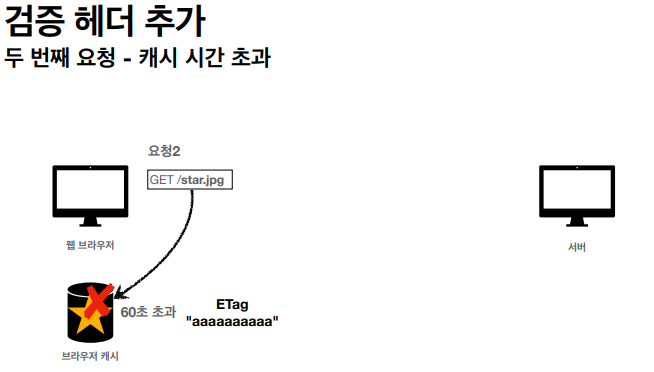 검증 헤더 추가
두 번째 요청 - 캐시 시간 초과
요청2
GET /star.jpg
웹 브라우저
서버
60초 초과
ETag
"aaaaaaaaaa"
브라우저 캐시